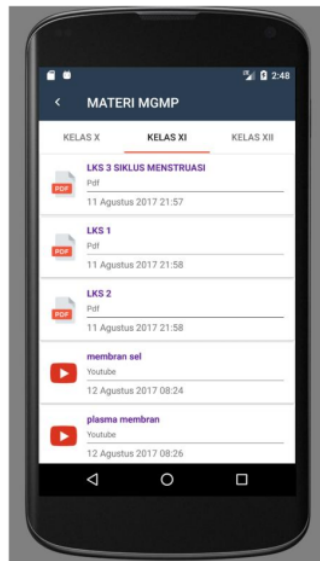 2:48
MATERI MGMP
KELAS X KELAS XI KELAS XII
LKS 3 SIKLUS MENSTRUASI
Pdf
PDF
11 Agustus 2017 21:57
LKS 1
Pdf
PDF
11 Agustus 2017 21:58
LKS 2
Pdf
PDF
11 Agustus 2017 21:58
membran sel
Youtube
12 Agustus 2017 08:24
plasma membran
Youtube
12 Agustus 2017 08:26